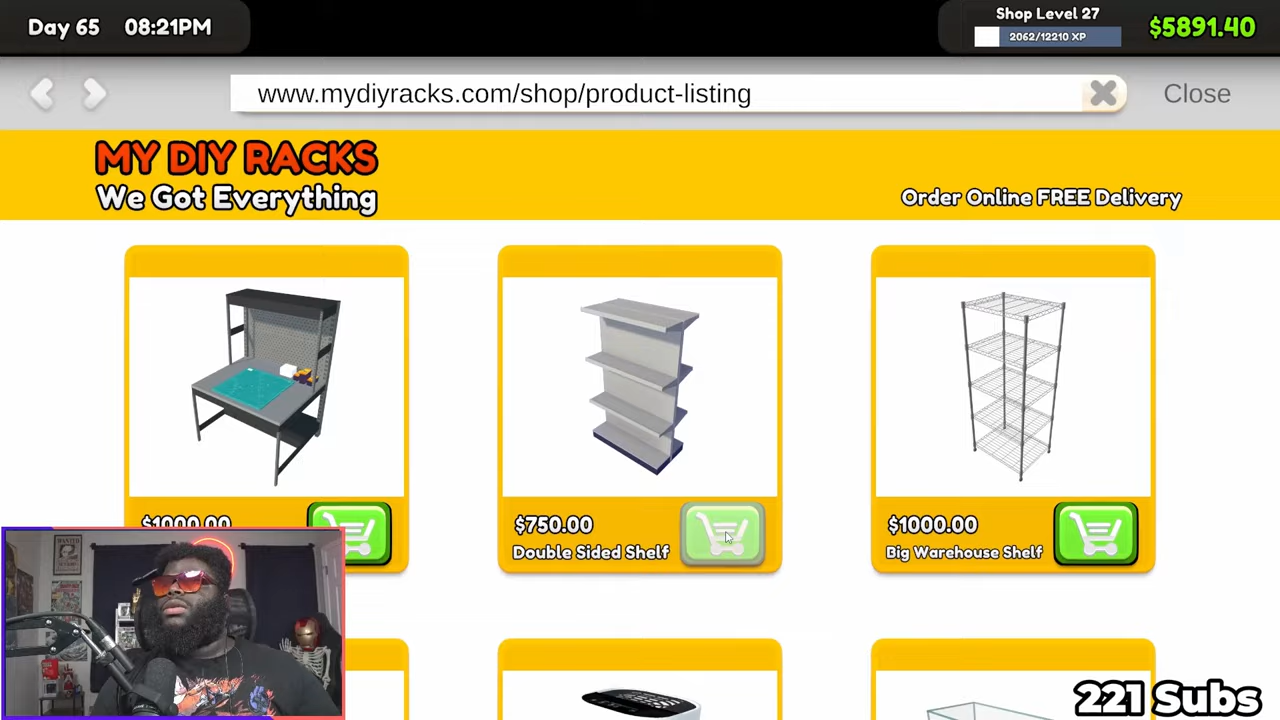 Day 65 08:21PM
Shop Level 27
2062/12210 XP
$5891.40
www.mydiyracks.com/shop/product-listing
Close
MY DIY RACKS
We Got Everything
Order Online FREE Delivery
$1000.00
$750.00
Double Sided Shelf
$1000.00
Big Warehouse Shelf
221 Subs